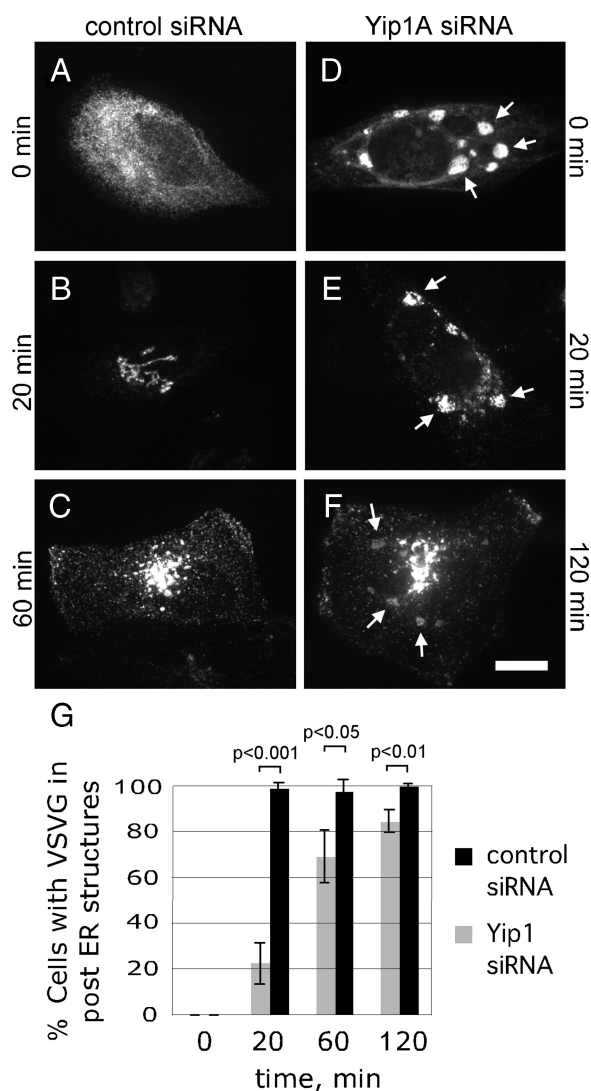 control siRNA Yip1A siRNA
A D
0 min 0 min
B E
20 min 20 min
C F
60 min 120 min
G
p<0.001 p<0.05 p<0.01
% Cells with VSVG in
post ER structures
100
80
60
40
20
0
0 20 60 120
time, min
control
siRNA
Yip1
siRNA